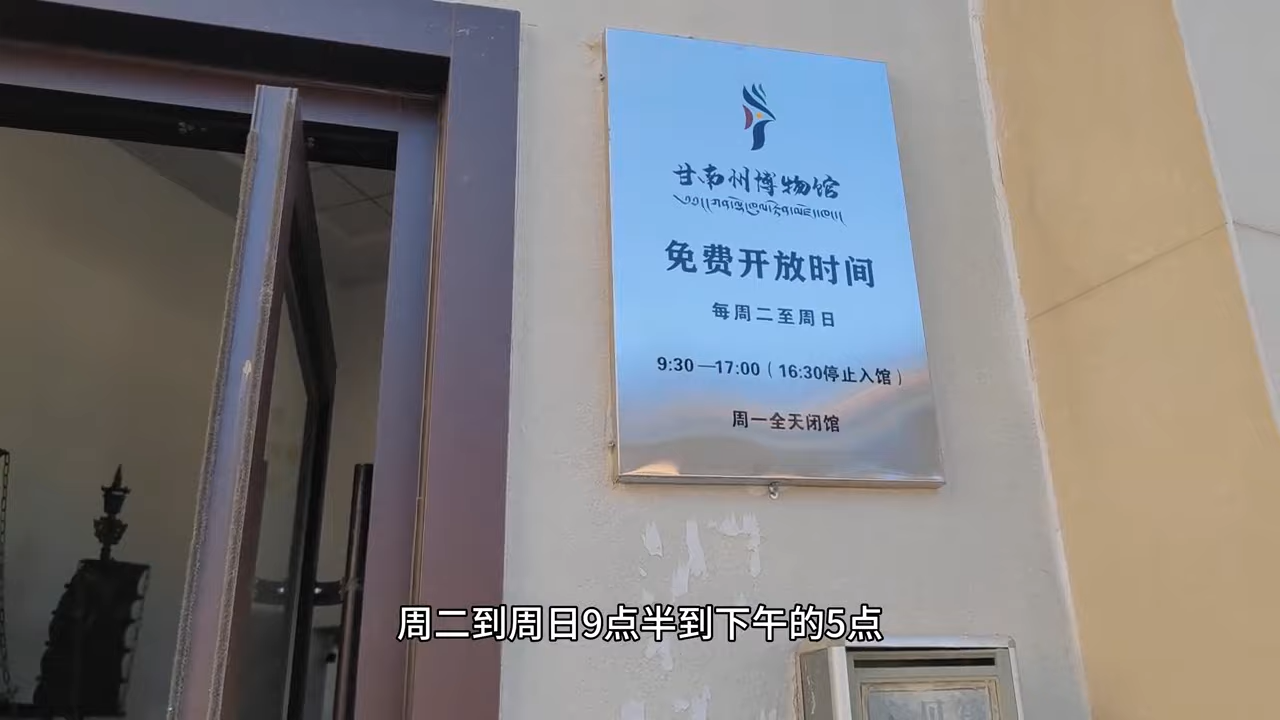 甘南州博物馆
免费开放时间
每周二至周日
9:30—17:00（16:30停止入馆）
周一全天闭馆
周二到周日9点半到下午的5点